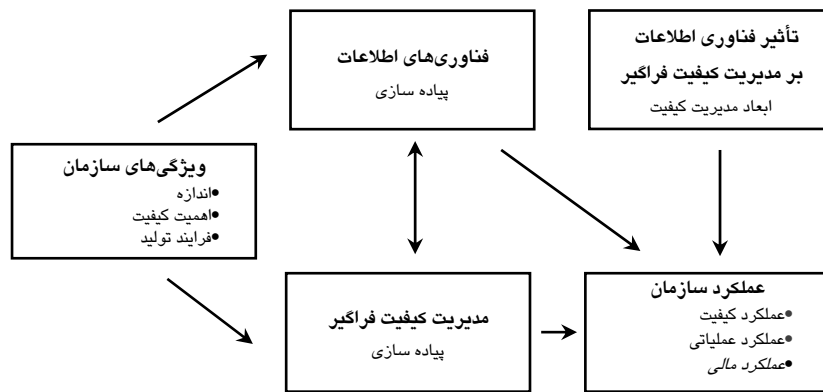 تأثیر فناوری اطلاعات
بر مدیریت کیفیت فراگیر
ابعاد مدیریت کیفیت
فناوری‌های اطلاعات
پیاده سازی
ویژگی‌های سازمان
•اندازه
•اهمیت کیفیت
•فرایند تولید
مدیریت کیفیت فراگیر
پیاده سازی
عملکرد سازمان
•عملکرد کیفیت
•عملکرد عملیاتی
•عملکرد مالی